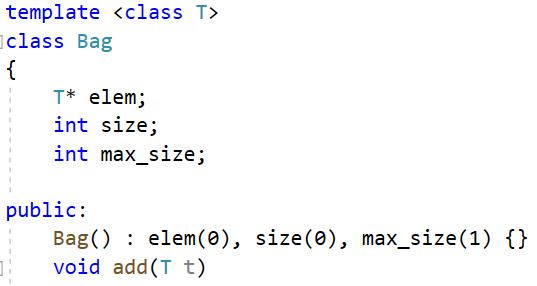 template <class T>
class Bag
{
    T* elem;
    int size;
    int max_size;

public:
    Bag() : elem(0), size(0), max_size(1) {}
    void add(T t)